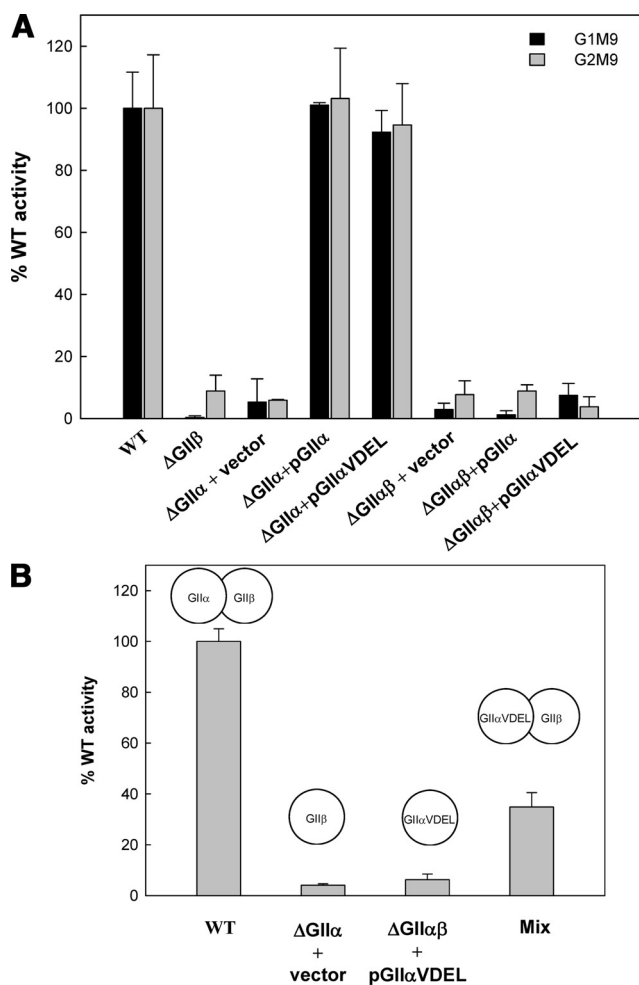 A
G1M9
G2M9
% WT activity
120
100
80
60
40
20
0
WT
ΔGIIβ
ΔGIIα + vector
ΔGIIα+pGIIα
ΔGIIα+pGIIαVDEL
ΔGIIαβ + vector
ΔGIIαβ+pGIIα
ΔGIIαβ+pGIIαVDEL
B
% WT activity
120
100
80
60
40
20
0
GIIα GIIβ
GIIβ
GIIαVDEL
GIIαVDEL GIIβ
WT
ΔGIIα
+
vector
ΔGIIαβ
+
pGIIαVDEL
Mix